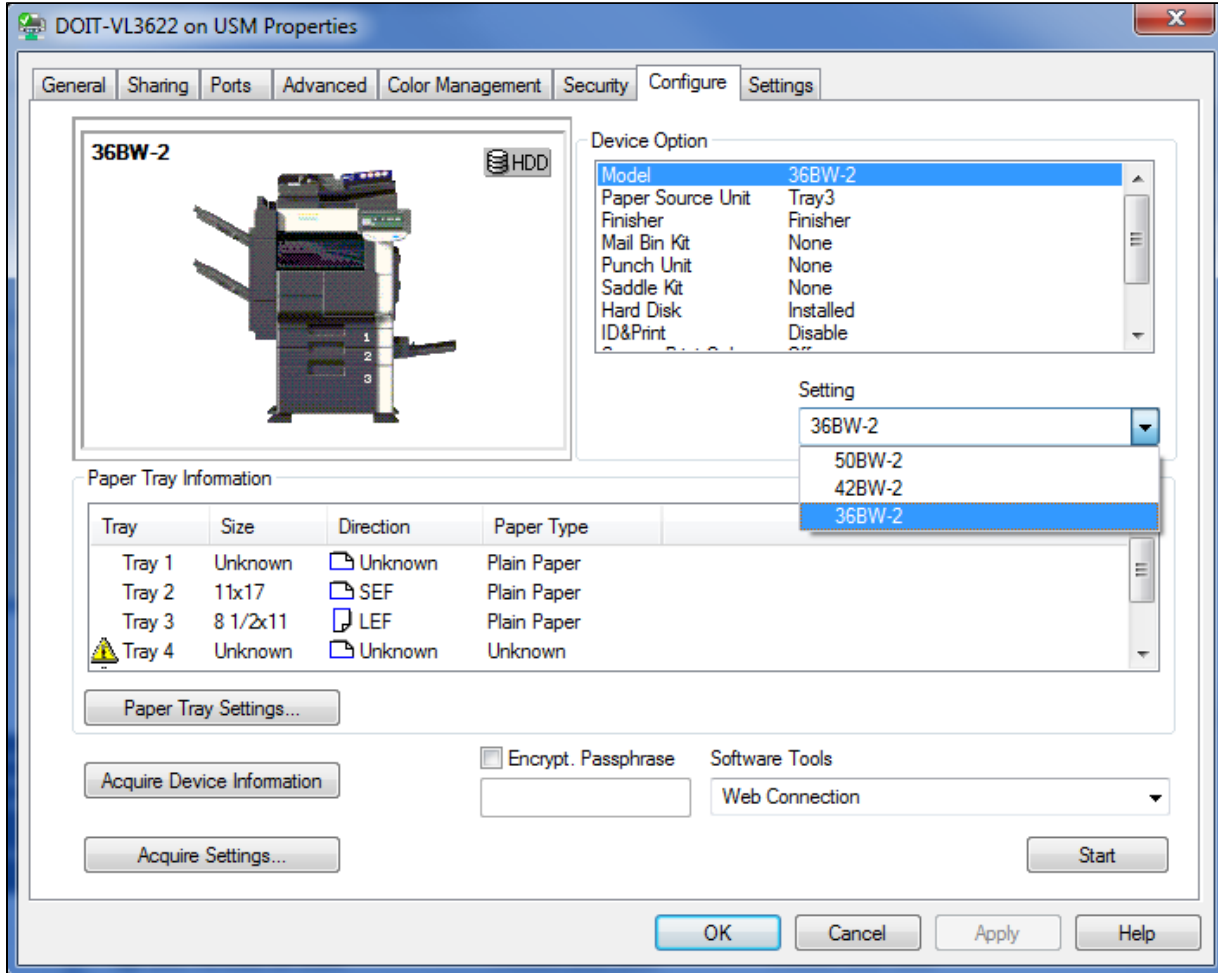 DOIT-VL3622 on USM Properties
General Sharing Ports Advanced Color Management Security Configure Settings
36BW-2
HDD
1
2
3
Device Option
Model 36BW-2
Paper Source Unit Tray3
Finisher Finisher
Mail Bin Kit None
Punch Unit None
Saddle Kit None
Hard Disk Installed
ID&Print Disable
Setting
36BW-2
50BW-2
42BW-2
36BW-2
Paper Tray Information
Tray Size Direction Paper Type
Tray 1 Unknown Unknown Plain Paper
Tray 2 11x17 SEF Plain Paper
Tray 3 8 1/2x11 LEF Plain Paper
Tray 4 Unknown Unknown Unknown
Paper Tray Settings...
Acquire Device Information
Encrypt. Passphrase
Software Tools
Web Connection
Acquire Settings...
Start
OK Cancel Apply Help